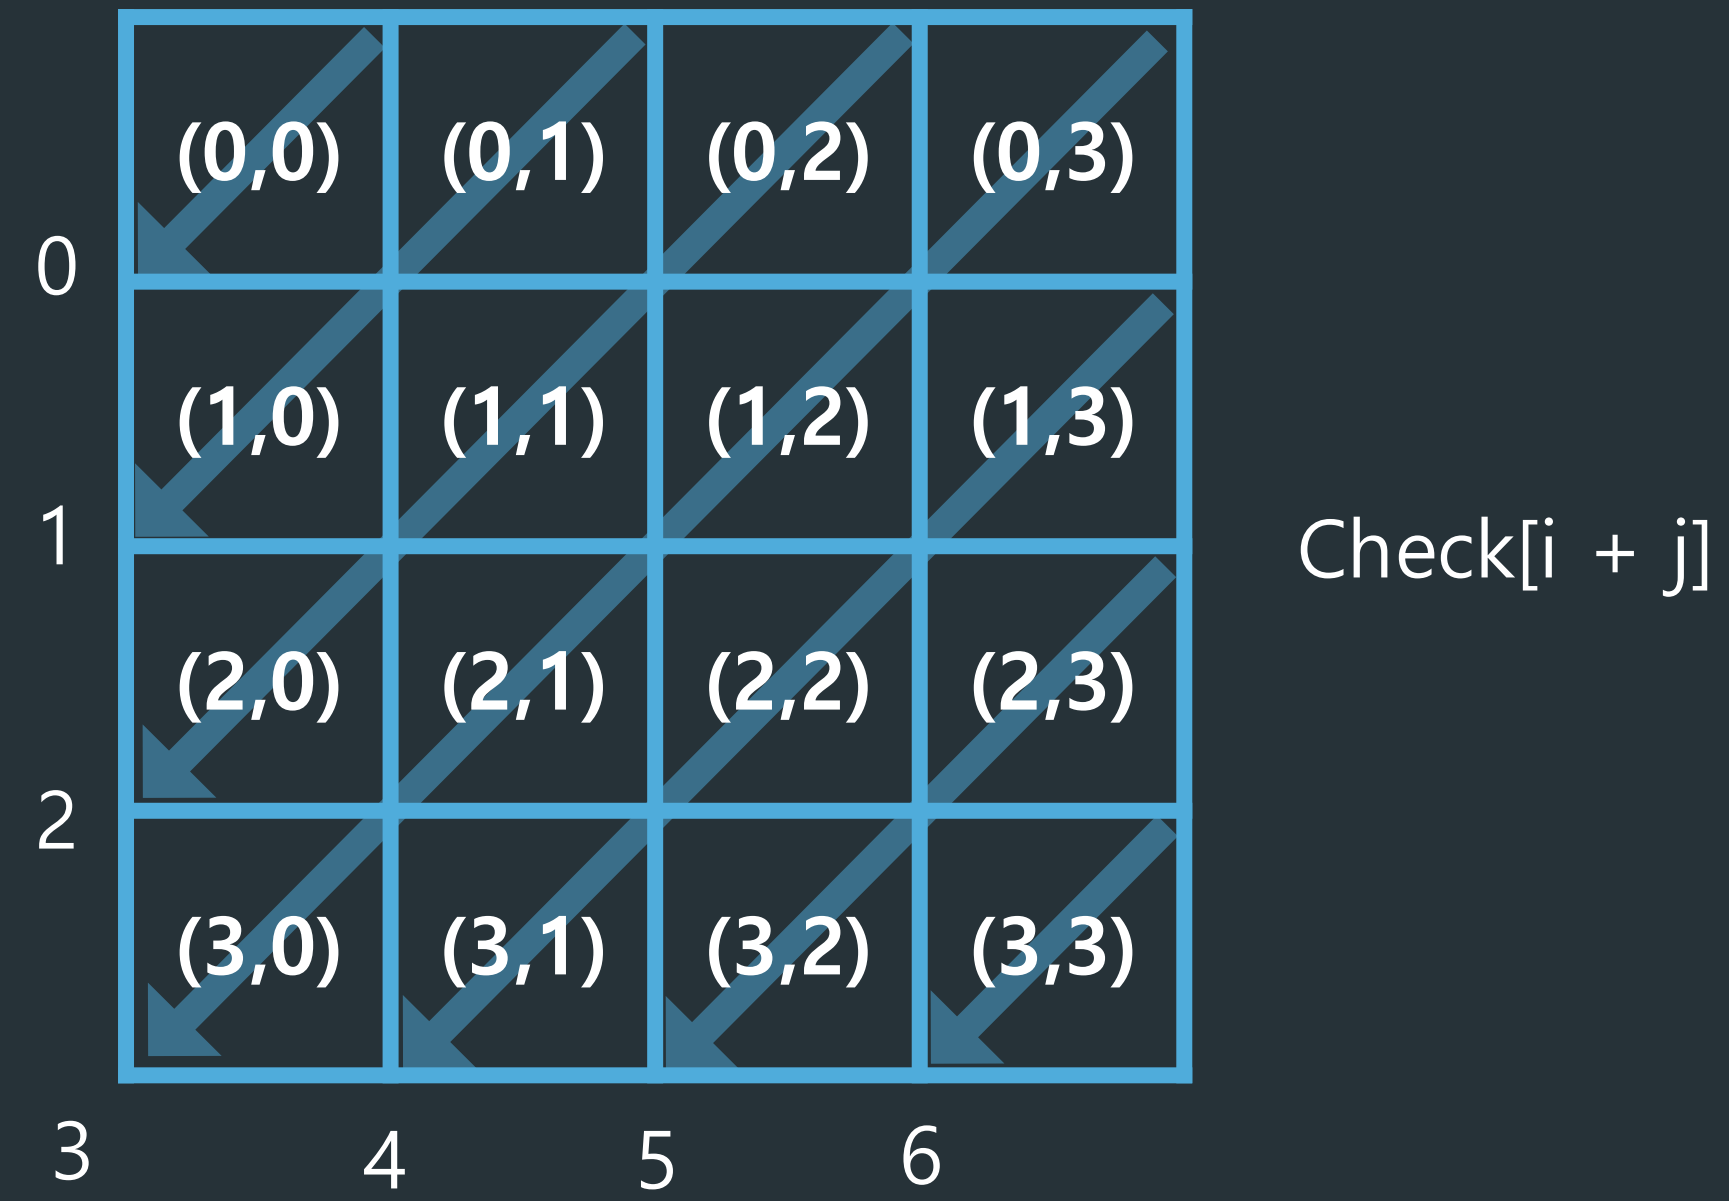 (0,0) (0,1) (0,2) (0,3)
0
(1,0) (1,1) (1,2) (1,3)
1
Check[i + j]
(2,0) (2,1) (2,2) (2,3)
2
(3,0) (3,1) (3,2) (3,3)
3 4 5 6